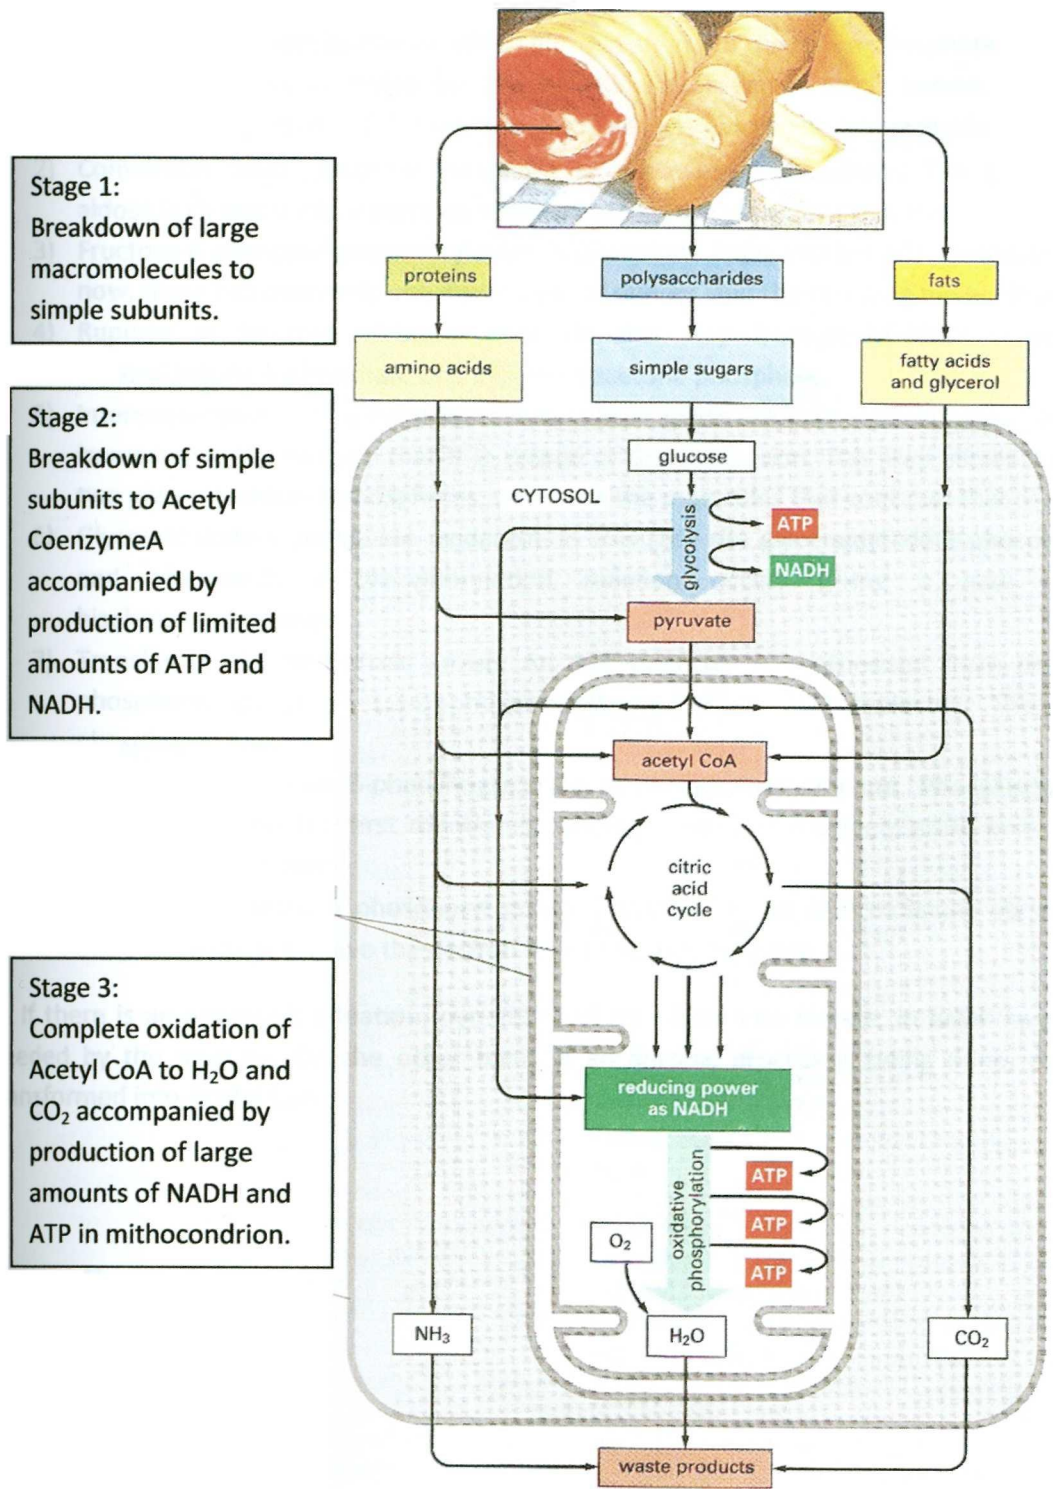 Stage 1:
Breakdown of large
macromolecules to
simple subunits.
proteins
polysaccharides
fats
amino acids
simple sugars
fatty acids
and glycerol
Stage 2:
Breakdown of simple
subunits to Acetyl
CoenzymeA
accompanied by
production of limited
amounts of ATP and
NADH.
glucose
CYTOSOL
glycolysis
ATP
NADH
pyruvate
acetyl CoA
citric
acid
cycle
Stage 3:
Complete oxidation of
Acetyl CoA to H₂O and
CO₂ accompanied by
production of large
amounts of NADH and
ATP in mithocondrion.
reducing power
as NADH
oxidative
phosphorylation
ATP
ATP
ATP
O₂
NH₃
H₂O
CO₂
waste products